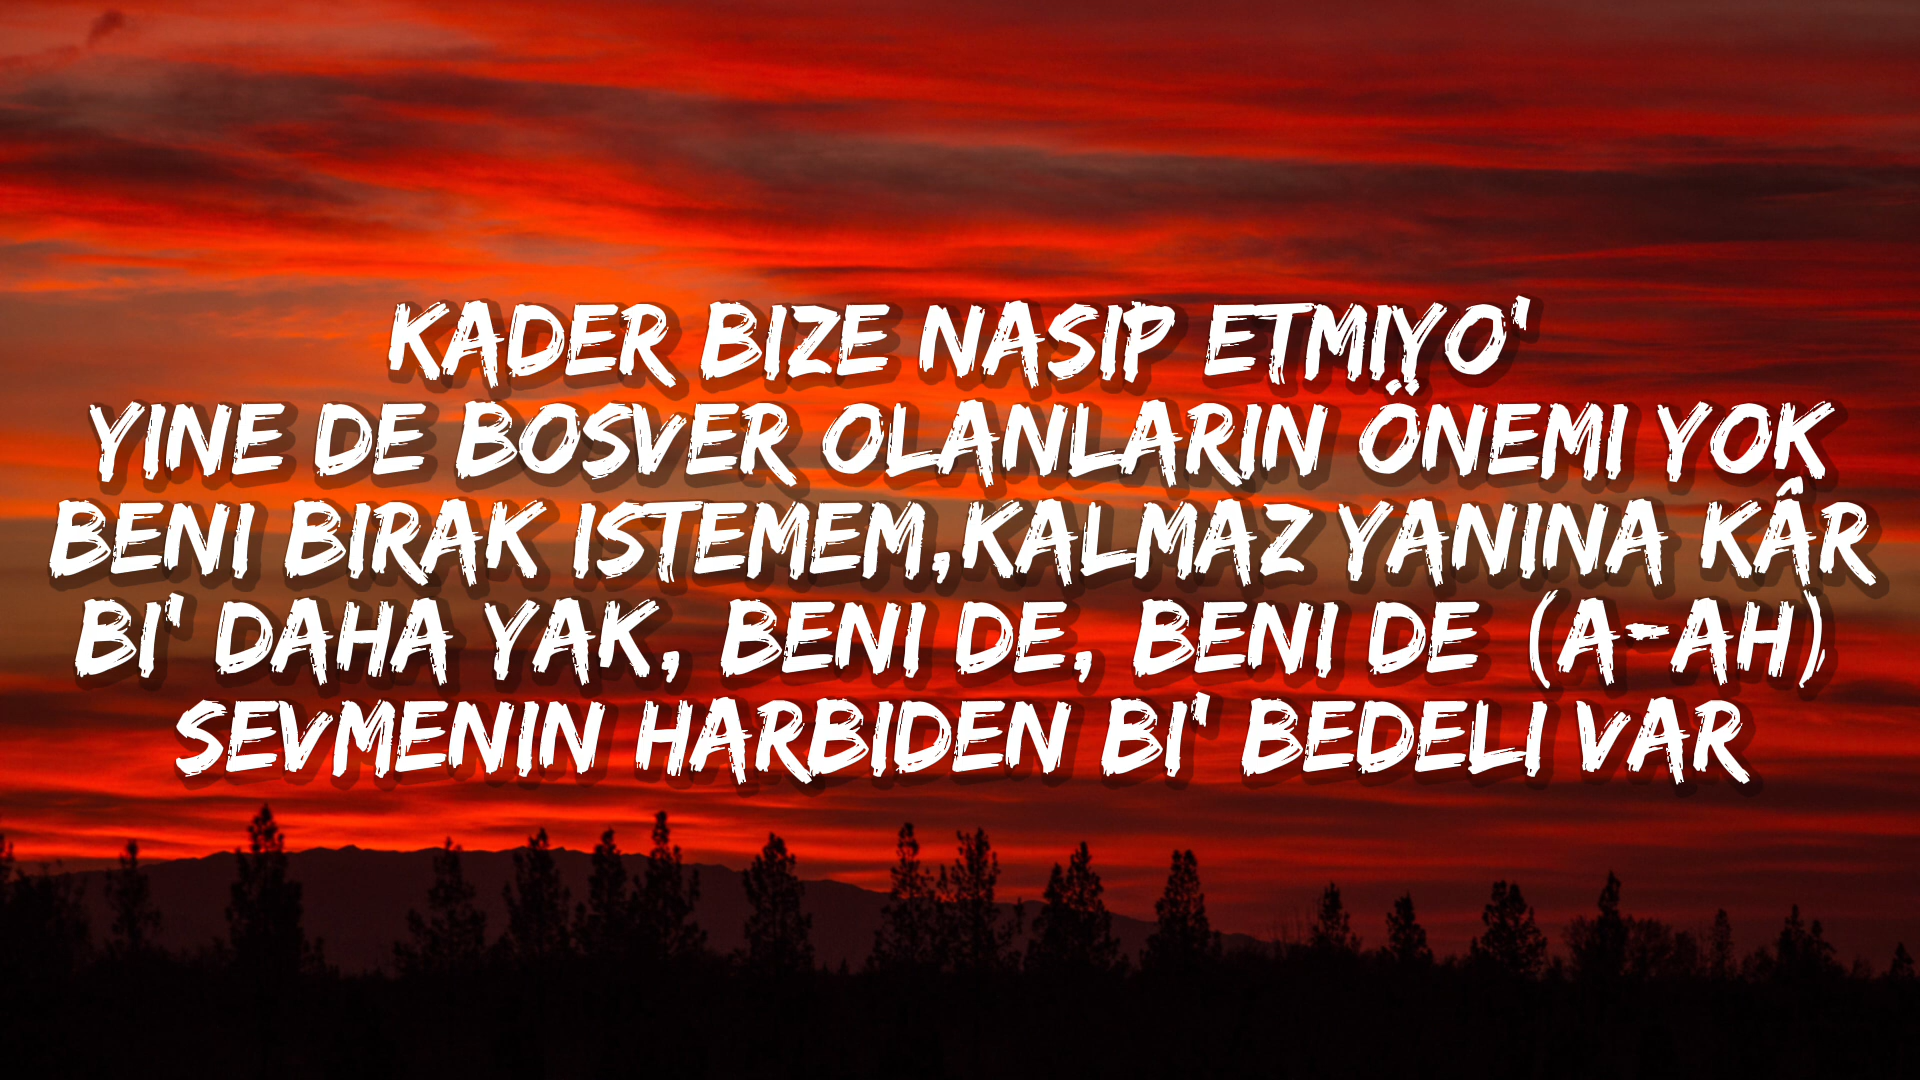 KADER BIZE NASIP ETMIYO'
YINE DE BOSVER OLANLARIN ÖNEMI YOK
BENI BIRAK ISTEMEM,KALMAZ YANINA KÂR
BI' DAHA YAK, BENI DE, BENI DE (A-AH)
SEVMENIN HARBIDEN BI' BEDELI VAR